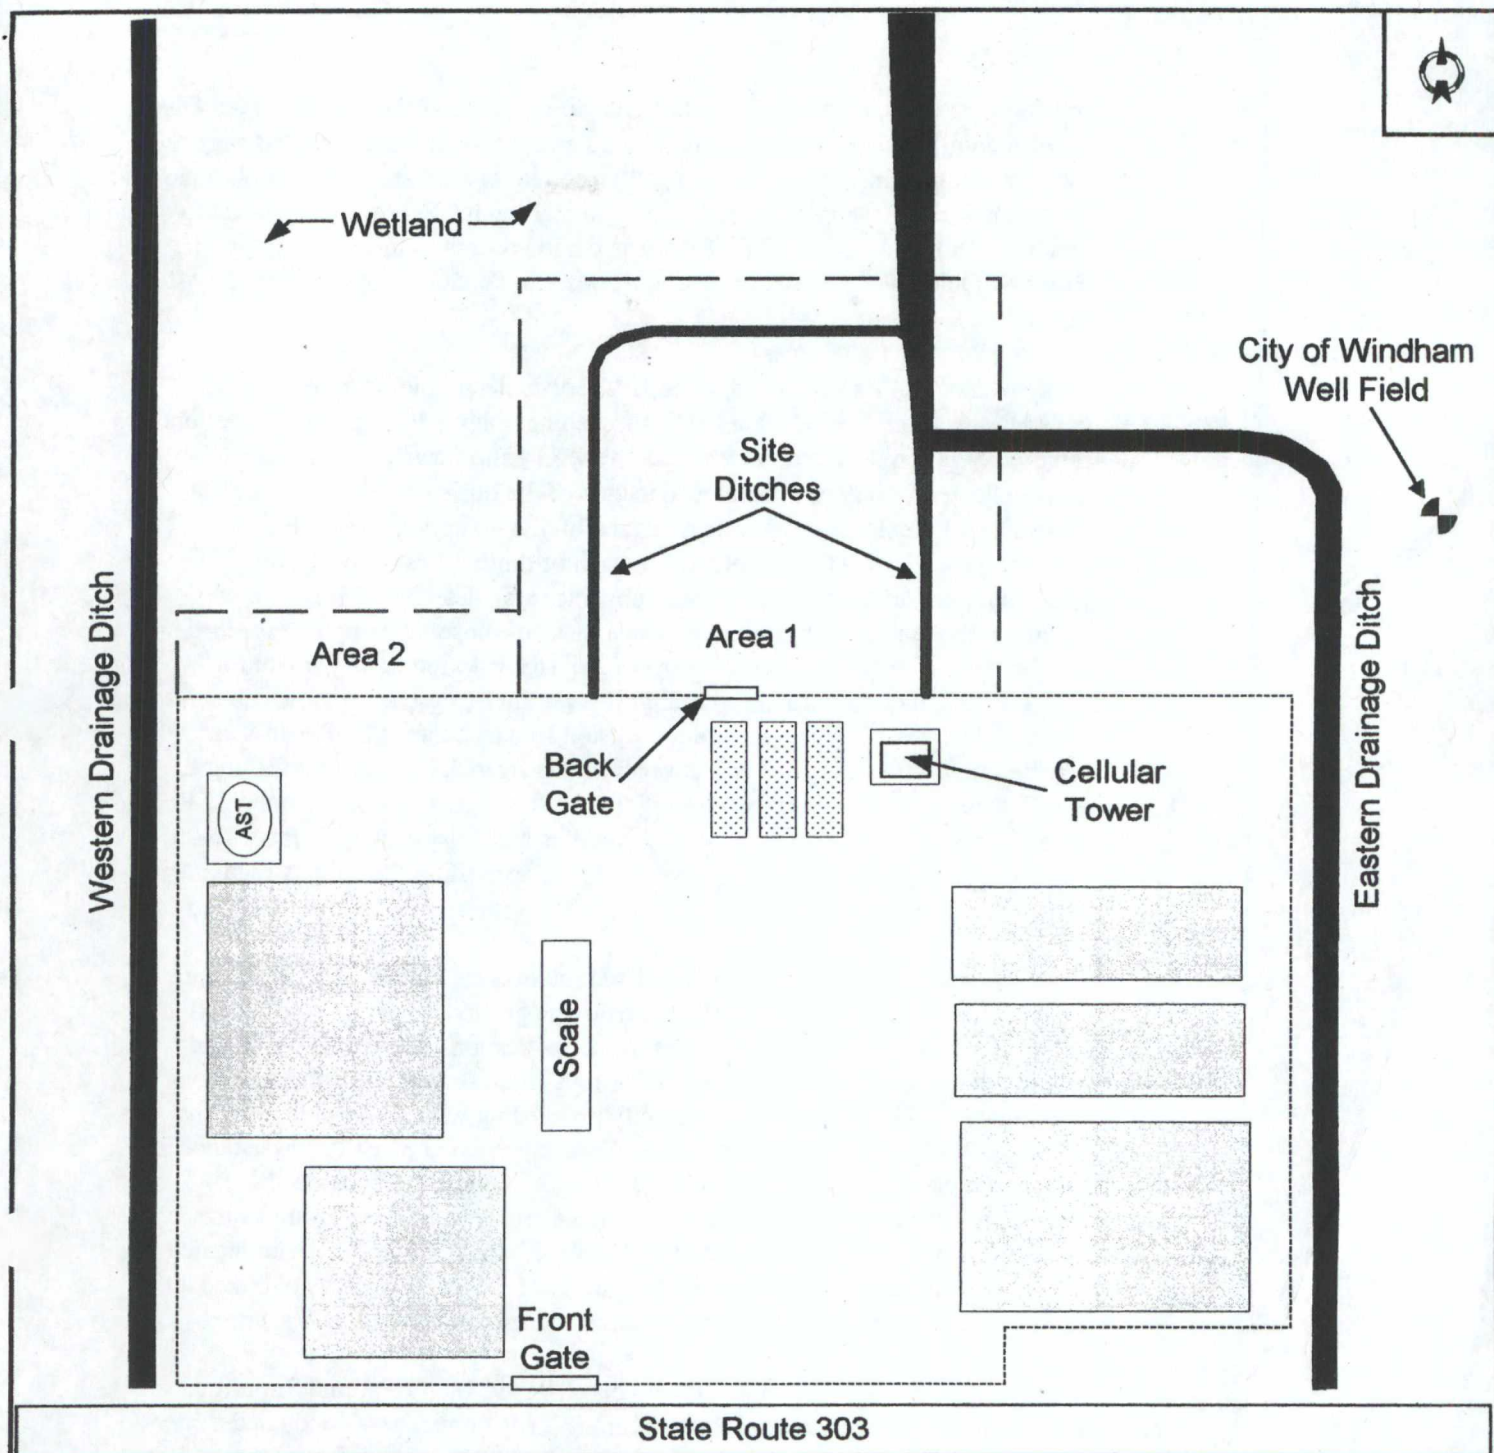 Wetland
City of Windham
Well Field
Site
Ditches
Western Drainage Ditch
Eastern Drainage Ditch
Area 2
Area 1
Back
Gate
Cellular
Tower
AST
Scale
Front
Gate
State Route 303